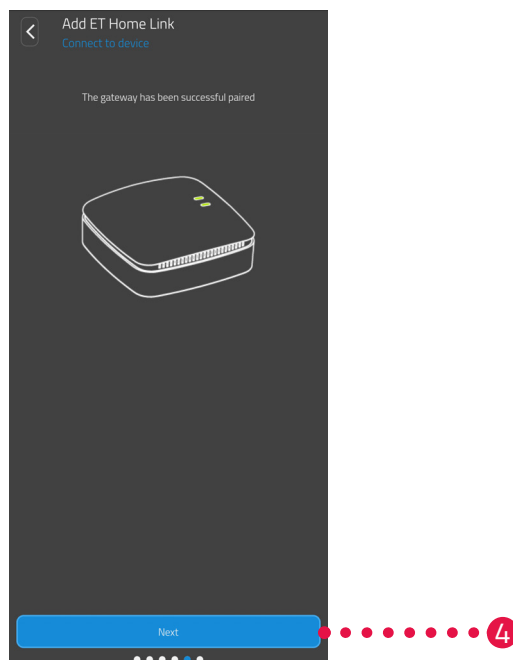 Add ET Home Link
Connect to device
The gateway has been successful paired
Next
4